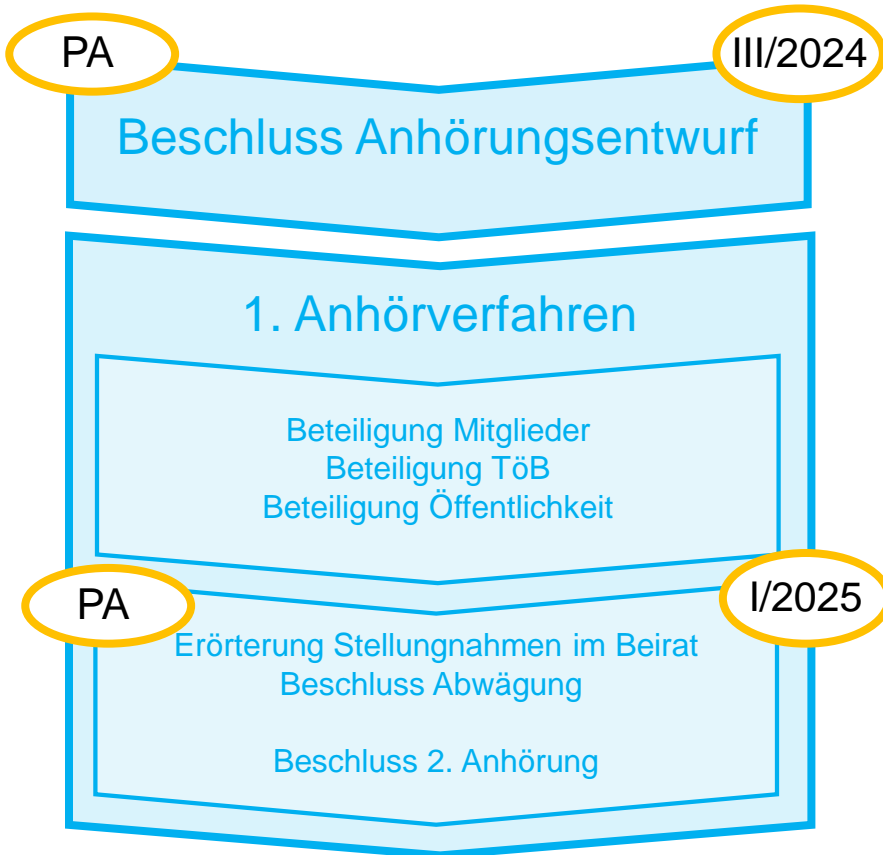 PA
III/2024
Beschluss Anhörungsentwurf
1. Anhörverfahren
Beteiligung Mitglieder
Beteiligung TöB
Beteiligung Öffentlichkeit
PA
I/2025
Erörterung Stellungnahmen im Beirat
Beschluss Abwägung
Beschluss 2. Anhörung